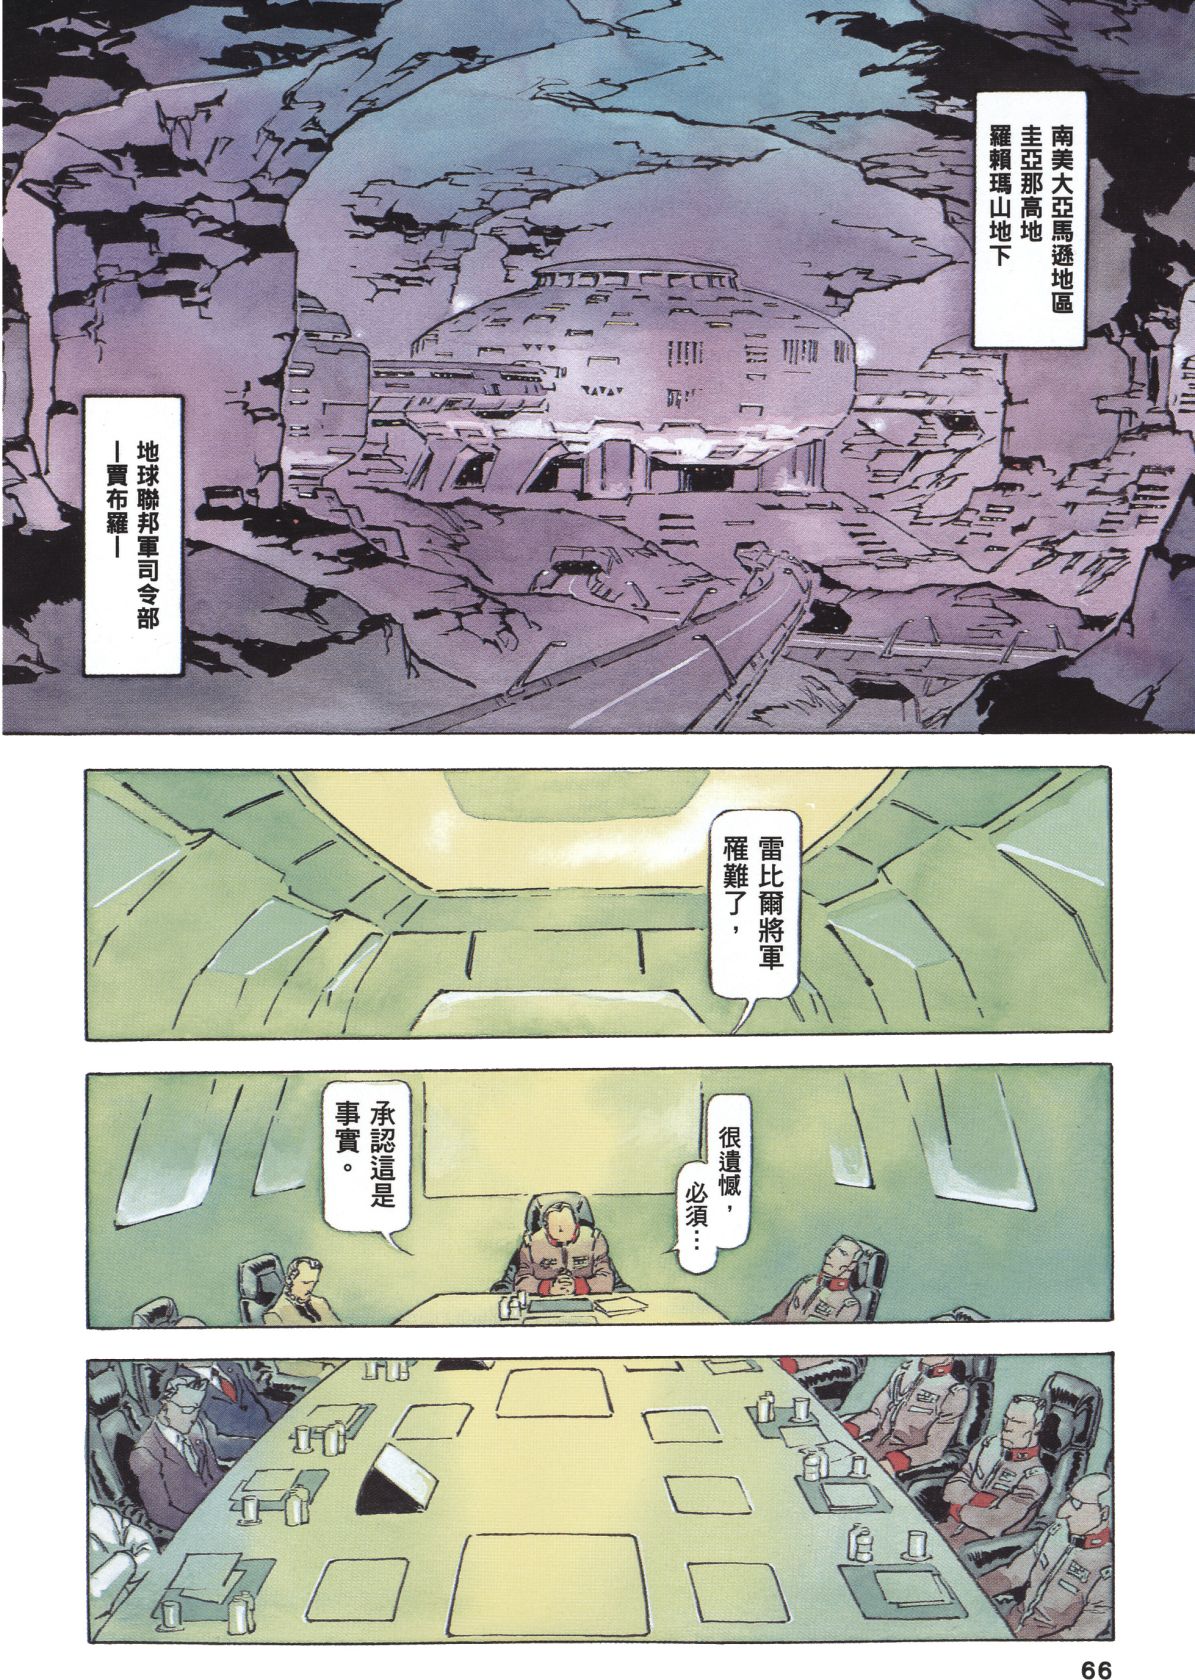 南美大亞馬遜地區
圭亞那高地
羅賴瑪山地下
地球聯邦軍司令部
—賈布羅—
雷比爾將軍
罹難了，
很遺憾，
必須…
承認這是
事實。
66